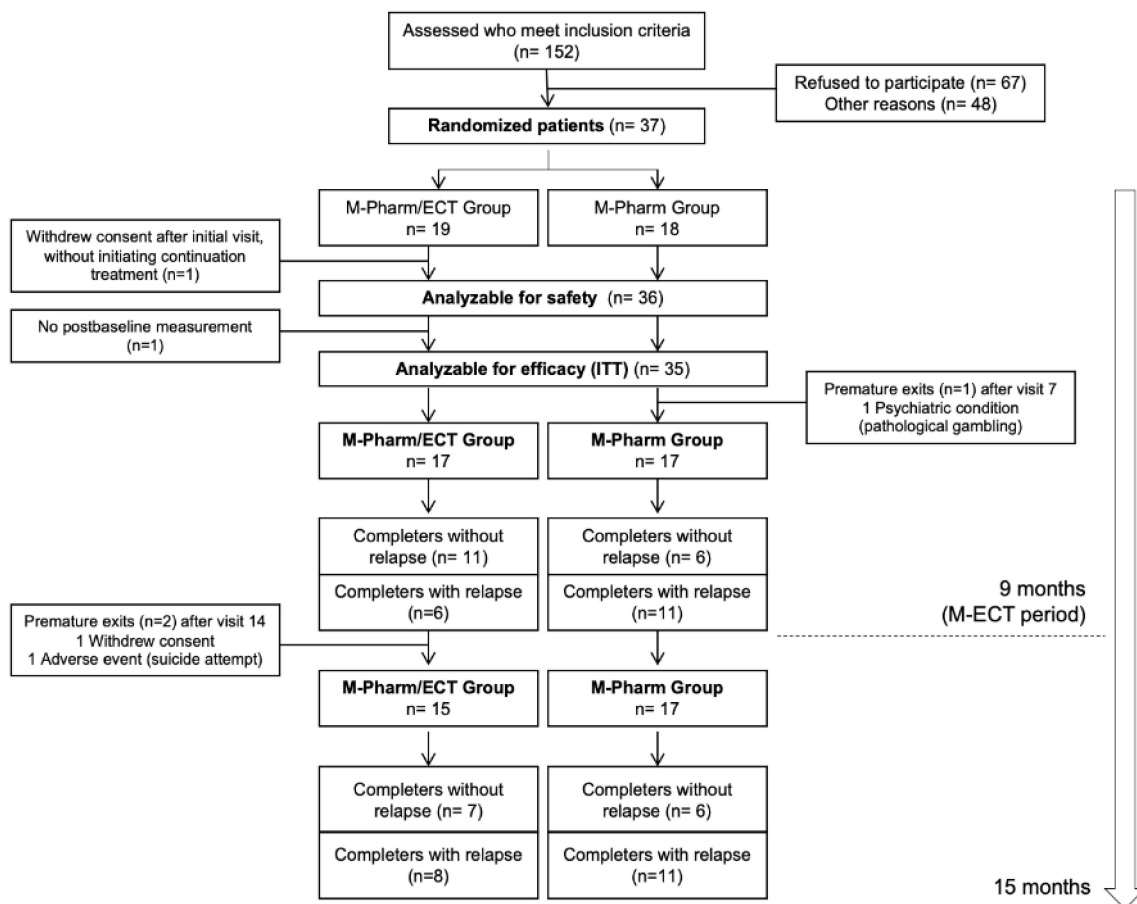 Assessed who meet inclusion criteria
(n= 152)
Refused to participate (n= 67)
Other reasons (n= 48)
Randomized patients (n= 37)
M-Pharm/ECT Group
n= 19
M-Pharm Group
n= 18
Withdrew consent after initial visit,
without initiating continuation
treatment (n=1)
Analyzable for safety (n= 36)
No postbaseline measurement
(n=1)
Analyzable for efficacy (ITT) (n= 35)
Premature exits (n=1) after visit 7
1 Psychiatric condition
(pathological gambling)
M-Pharm/ECT Group
n= 17
M-Pharm Group
n= 17
Completers without
relapse (n= 11)
Completers with relapse
(n=6)
Completers without
relapse (n= 6)
Completers with relapse
(n=11)
9 months
(M-ECT period)
Premature exits (n=2) after visit 14
1 Withdrew consent
1 Adverse event (suicide attempt)
M-Pharm/ECT Group
n= 15
M-Pharm Group
n= 17
Completers without
relapse (n= 7)
Completers with relapse
(n=8)
Completers without
relapse (n= 6)
Completers with relapse
(n=11)
15 months